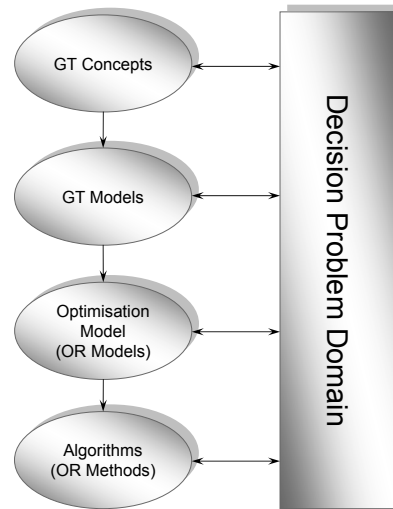 GT Concepts
GT Models
Optimisation
Model
(OR Models)
Algorithms
(OR Methods)
Decision Problem Domain